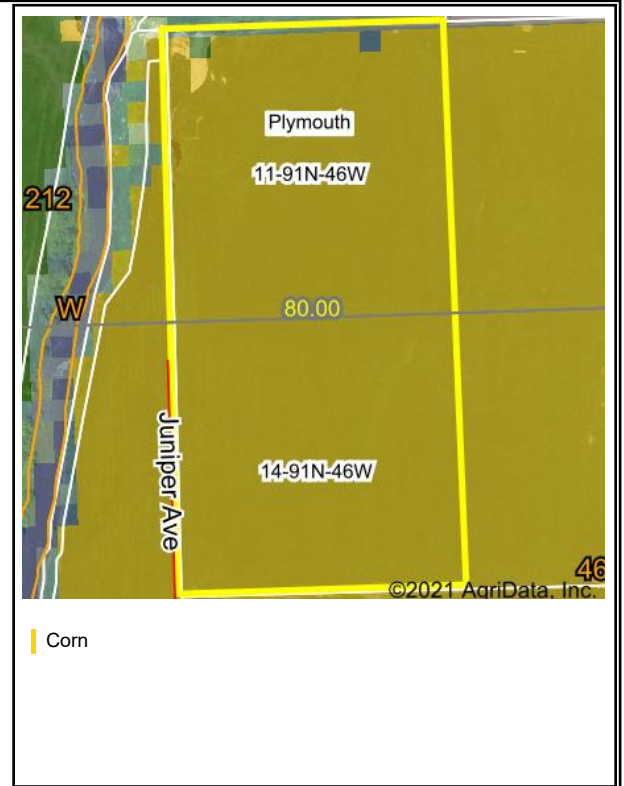 Plymouth
11-91N-46W
212
W
80.00
Juniper Ave
14-91N-46W
46
©2021 AgriData, Inc.
Corn